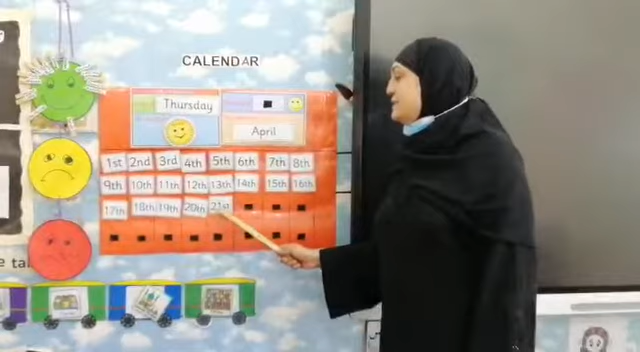 CALENDAR
Thursday
April
1st 2nd 3rd 4th 5th 6th 7th 8th
9th 10th 11th 12th 13th 14th 15th 16th
17th 18th 19th 20th 21st